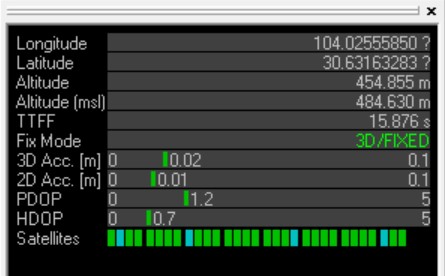 Longitude 104.02555850 ?
Latitude 30.63163283 ?
Altitude 454.855 m
Altitude (msl) 484.630 m
TTFF 15.876 s
Fix Mode 3D/FIXED
3D Acc. [m] 0 0.02 0.1
2D Acc. [m] 0 0.01 0.1
PDOP 0 1.2 5
HDOP 0 0.7 5
Satellites